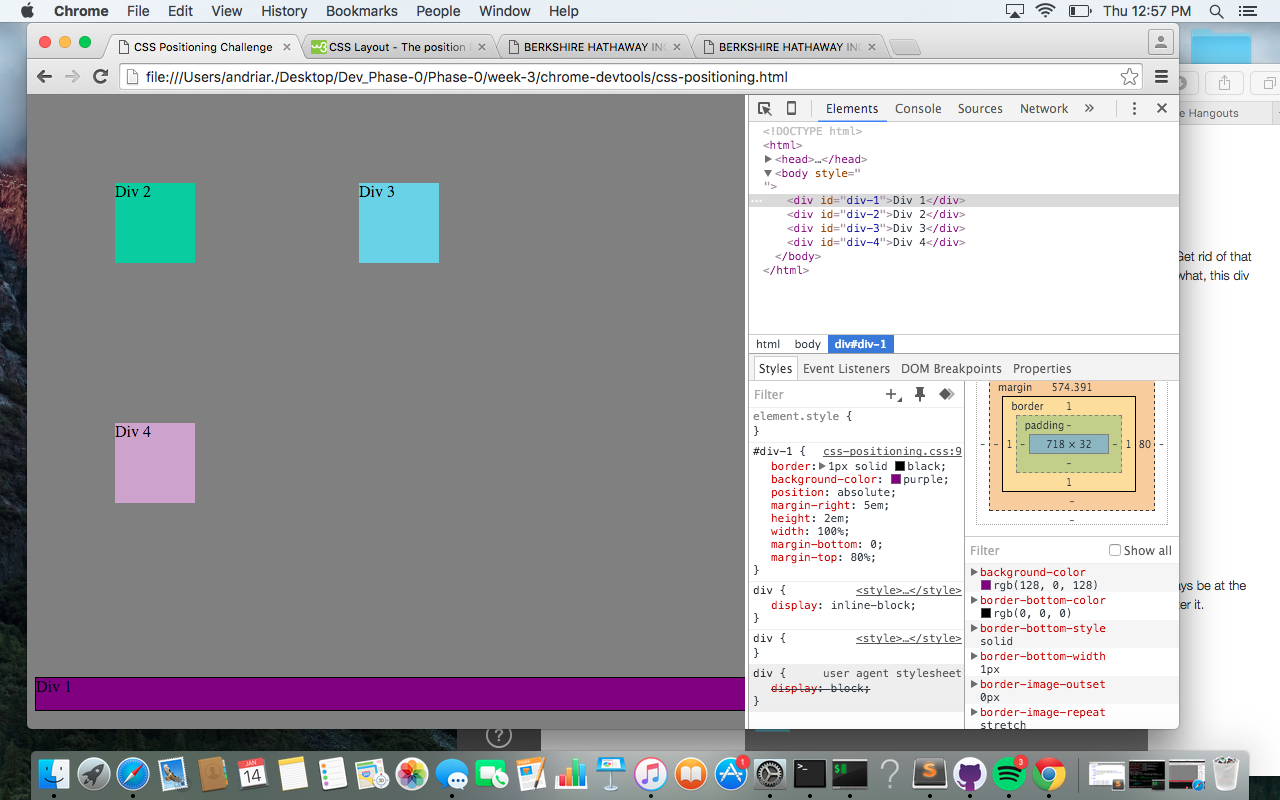 Chrome File Edit View History Bookmarks People Window Help Thu 12:57 PM
CSS Positioning Challenge
CSS Layout - The position
BERKSHIRE HATHAWAY IN
BERKSHIRE HATHAWAY IN
file:///Users/andriar./Desktop/Dev_Phase-0/Phase-0/week-3/chrome-devtools/css-positioning.html
Hangouts
Div 2
Div 3
Div 4
Div 1
Elements Console Sources Network »
<!DOCTYPE html>
<html>
<head>…</head>
<body style="
">
<div id="div-1">Div 1</div>
<div id="div-2">Div 2</div>
<div id="div-3">Div 3</div>
<div id="div-4">Div 4</div>
</body>
</html>
html body div#div-1
Styles Event Listeners DOM Breakpoints Properties
Filter
element.style {
}
#div-1 { css-positioning.css:9
border: 1px solid black;
background-color: purple;
position: absolute;
margin-right: 5em;
height: 2em;
width: 100%;
margin-bottom: 0;
margin-top: 80%;
}
div { <style>…</style>
display: inline-block;
}
div { <style>…</style>
}
div { user agent stylesheet
display: block;
}
margin 574.391
border 1
padding -
- - 1 - 718 × 32 - 1 80 -
-
1
-
-
Filter Show all
background-color
rgb(128, 0, 128)
border-bottom-color
rgb(0, 0, 0)
border-bottom-style
solid
border-bottom-width
1px
border-image-outset
0px
border-image-repeat
stretch
Get rid of that
what, this div
be at the
it.
?
JAN
14
1
3